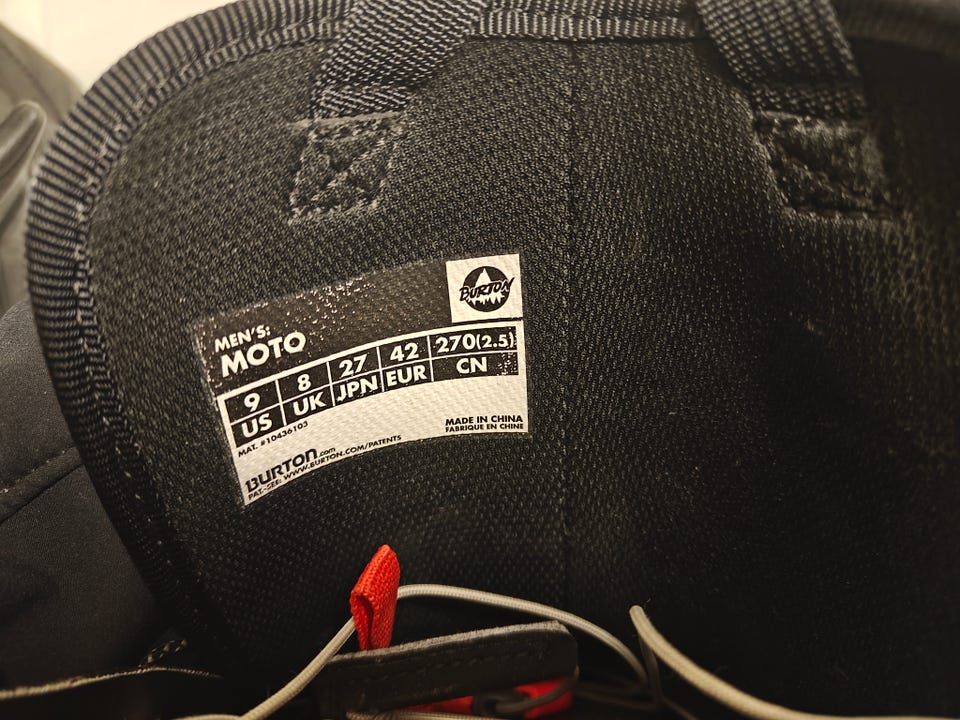 BURTON
MEN'S:
MOTO
9 8 27 42 270(2.5)
US UK JPN EUR CN
MAT. #10436103
MADE IN CHINA
FABRIQUE EN CHINE
BURTON.com
PAT.-SEE: WWW.BURTON.COM/PATENTS